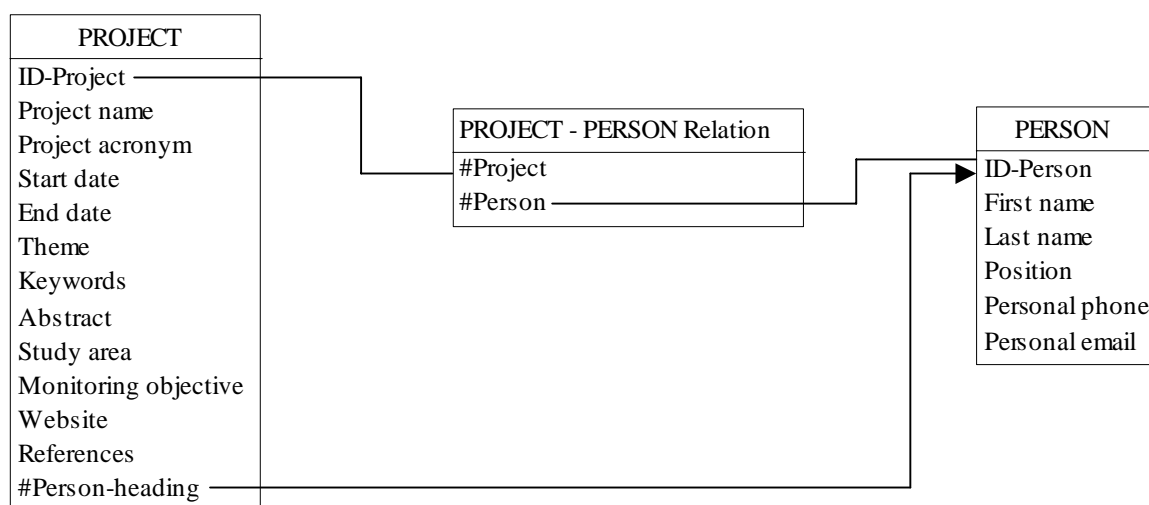 PROJECT
ID-Project
Project name
Project acronym
Start date
End date
Theme
Keywords
Abstract
Study area
Monitoring objective
Website
References
#Person-heading
PROJECT - PERSON Relation
#Project
#Person
PERSON
ID-Person
First name
Last name
Position
Personal phone
Personal email